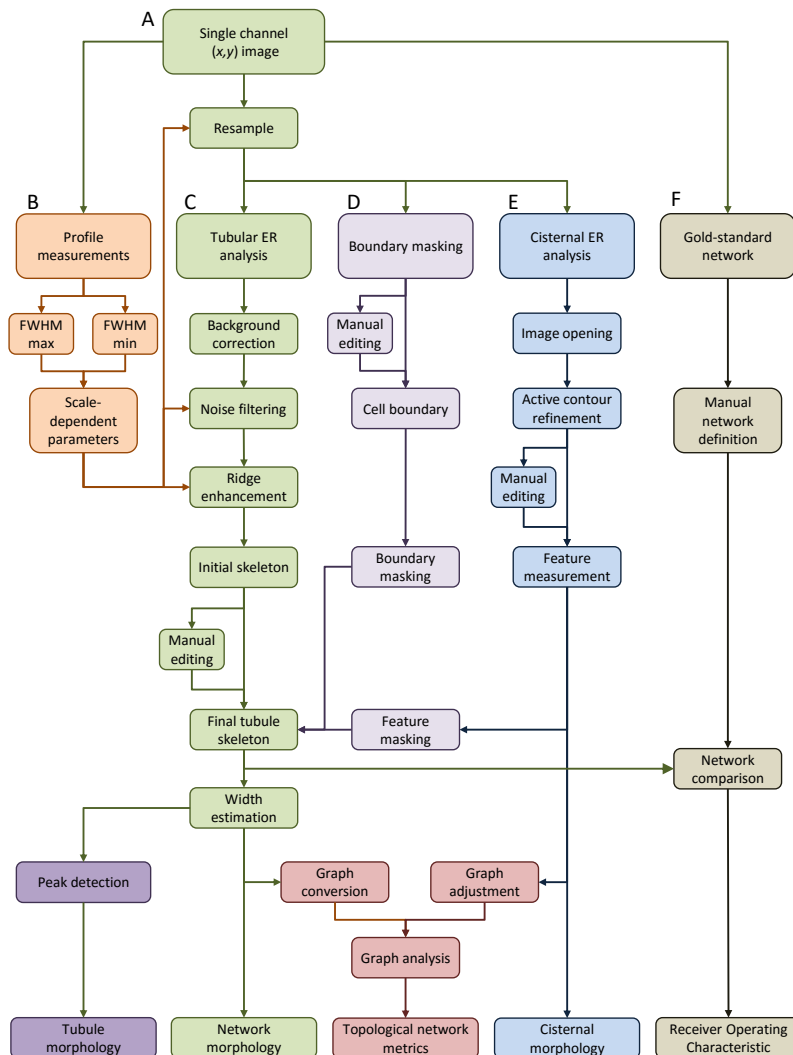 A
Single channel
(x,y) image
Resample
B
Profile
measurements
FWHM
max
FWHM
min
Scale-
dependent
parameters
C
Tubular ER
analysis
Background
correction
Noise filtering
Ridge
enhancement
Initial skeleton
Manual
editing
Final tubule
skeleton
Width
estimation
D
Boundary masking
Manual
editing
Cell boundary
Boundary
masking
Feature
masking
E
Cisternal ER
analysis
Image opening
Active contour
refinement
Manual
editing
Feature
measurement
F
Gold-standard
network
Manual
network
definition
Network
comparison
Peak detection
Graph
conversion
Graph
adjustment
Graph analysis
Tubule
morphology
Network
morphology
Topological network
metrics
Cisternal morphology
Receiver Operating
Characteristic